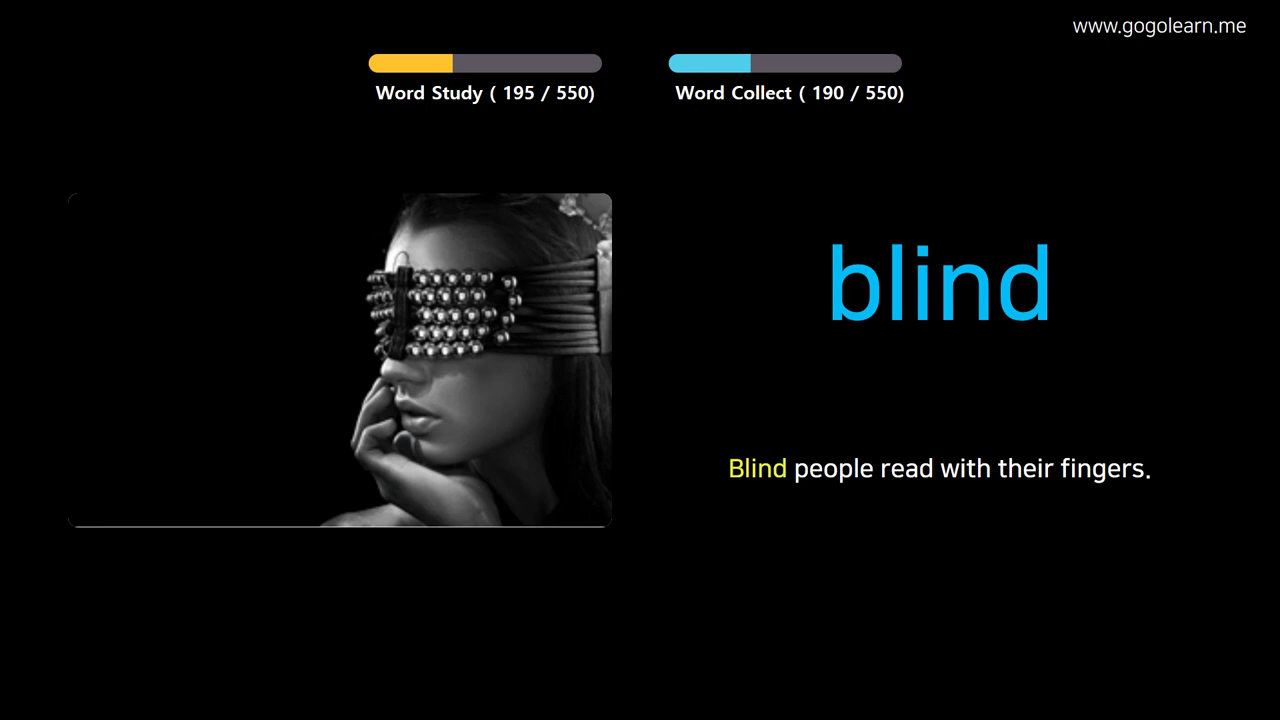 www.gogolearn.me
Word Study ( 195 / 550)
Word Collect ( 190 / 550)
blind
Blind people read with their fingers.